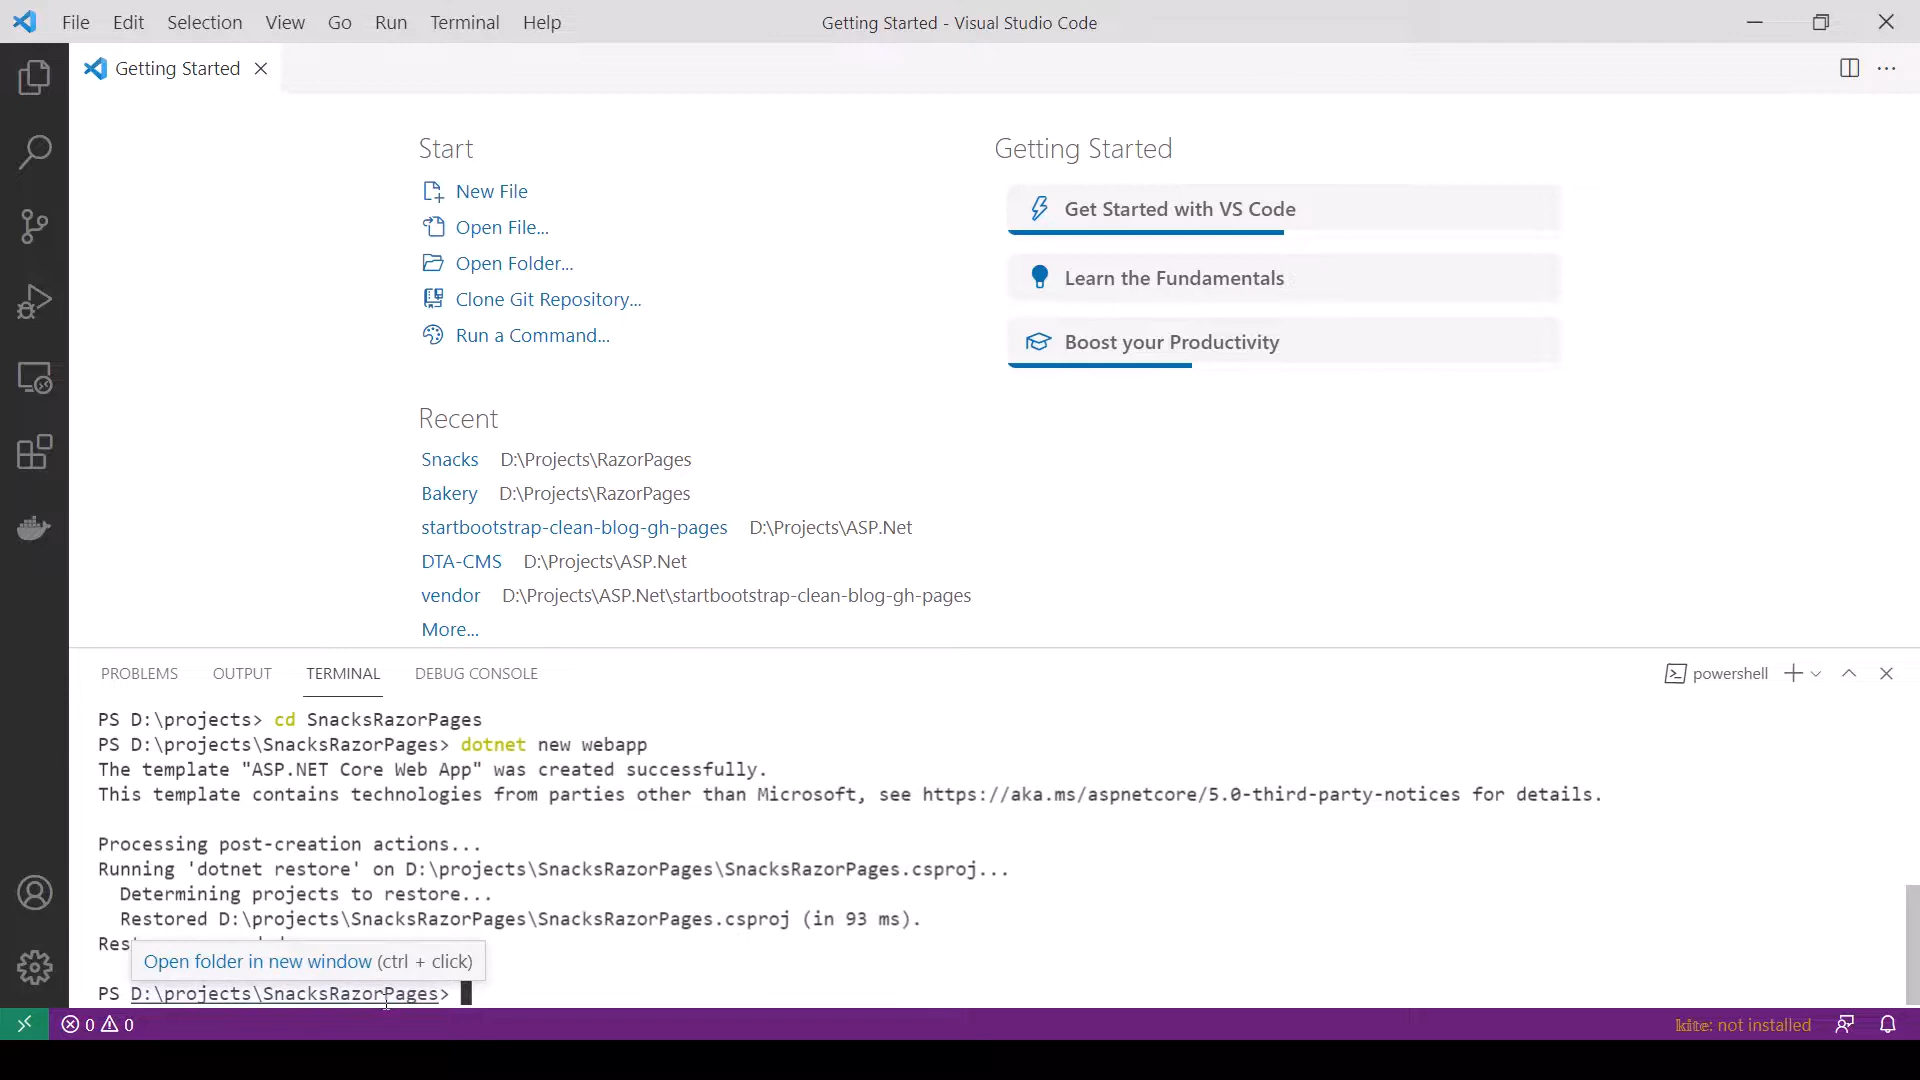 File Edit Selection View Go Run Terminal Help
Getting Started - Visual Studio Code
Getting Started
Start
New File
Open File...
Open Folder...
Clone Git Repository...
Run a Command...
Getting Started
Get Started with VS Code
Learn the Fundamentals
Boost your Productivity
Recent
Snacks D:\Projects\RazorPages
Bakery D:\Projects\RazorPages
startbootstrap-clean-blog-gh-pages D:\Projects\ASP.Net
DTA-CMS D:\Projects\ASP.Net
vendor D:\Projects\ASP.Net\startbootstrap-clean-blog-gh-pages
More...
PROBLEMS OUTPUT TERMINAL DEBUG CONSOLE
powershell
PS D:\projects> cd SnacksRazorPages
PS D:\projects\SnacksRazorPages> dotnet new webapp
The template "ASP.NET Core Web App" was created successfully.
This template contains technologies from parties other than Microsoft, see https://aka.ms/aspnetcore/5.0-third-party-notices for details.
Processing post-creation actions...
Running 'dotnet restore' on D:\projects\SnacksRazorPages\SnacksRazorPages.csproj...
Determining projects to restore...
Restored D:\projects\SnacksRazorPages\SnacksRazorPages.csproj (in 93 ms).
Res
Open folder in new window (ctrl + click)
PS D:\projects\SnacksRazorPages>
0 0
kite: not installed